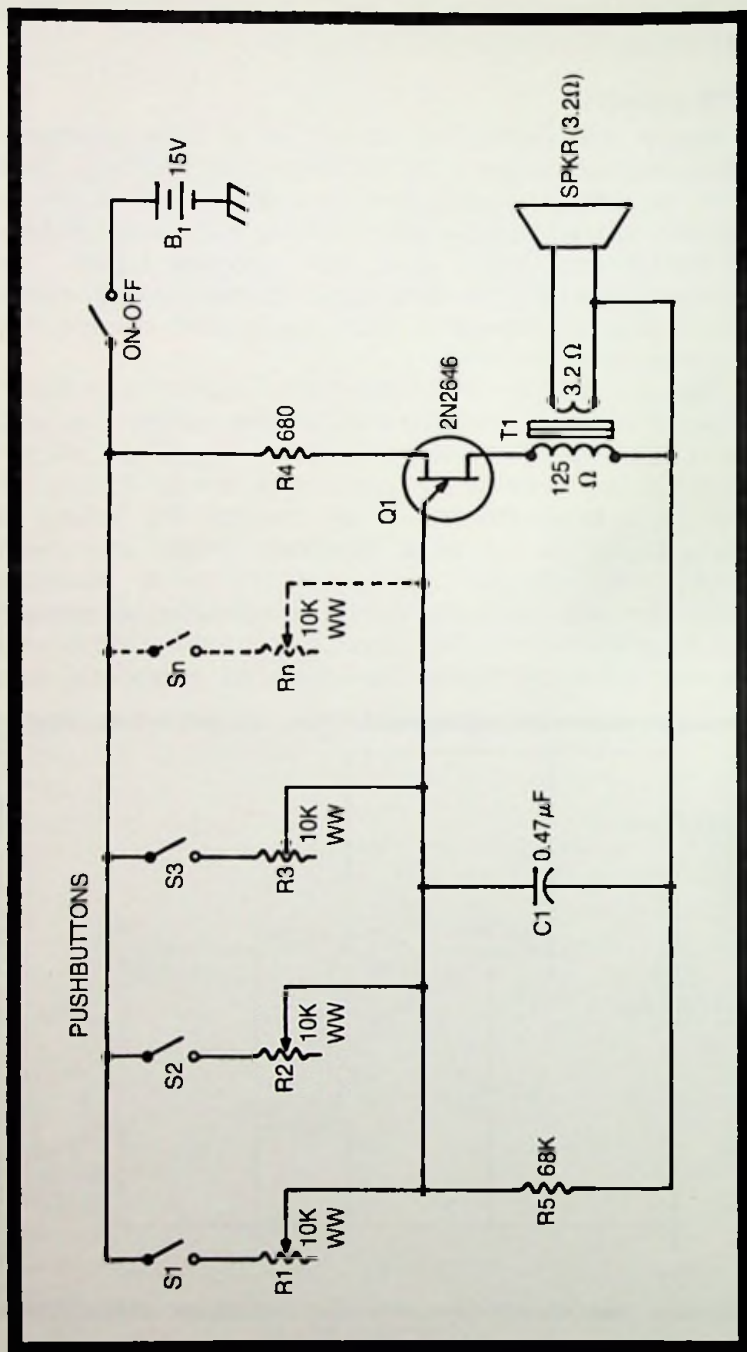 PUSHBUTTONS
S1
S2
S3
Sn
ON-OFF
B1 15V
R1
10K
WW
R2
10K
WW
R3
10K
WW
Rn
10K
WW
R4 680
Q1
2N2646
R5 68K
C1 0.47μF
T1
125
Ω
3.2 Ω
SPKR (3.2Ω)